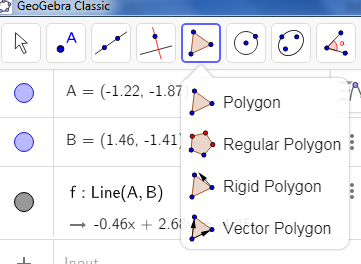 GeoGebra Classic
A
α
A = (-1.22, -1.87
Polygon
B = (1.46, -1.41)
Regular Polygon
f : Line(A, B)
Rigid Polygon
→ -0.46x + 2.68
Vector Polygon
Input